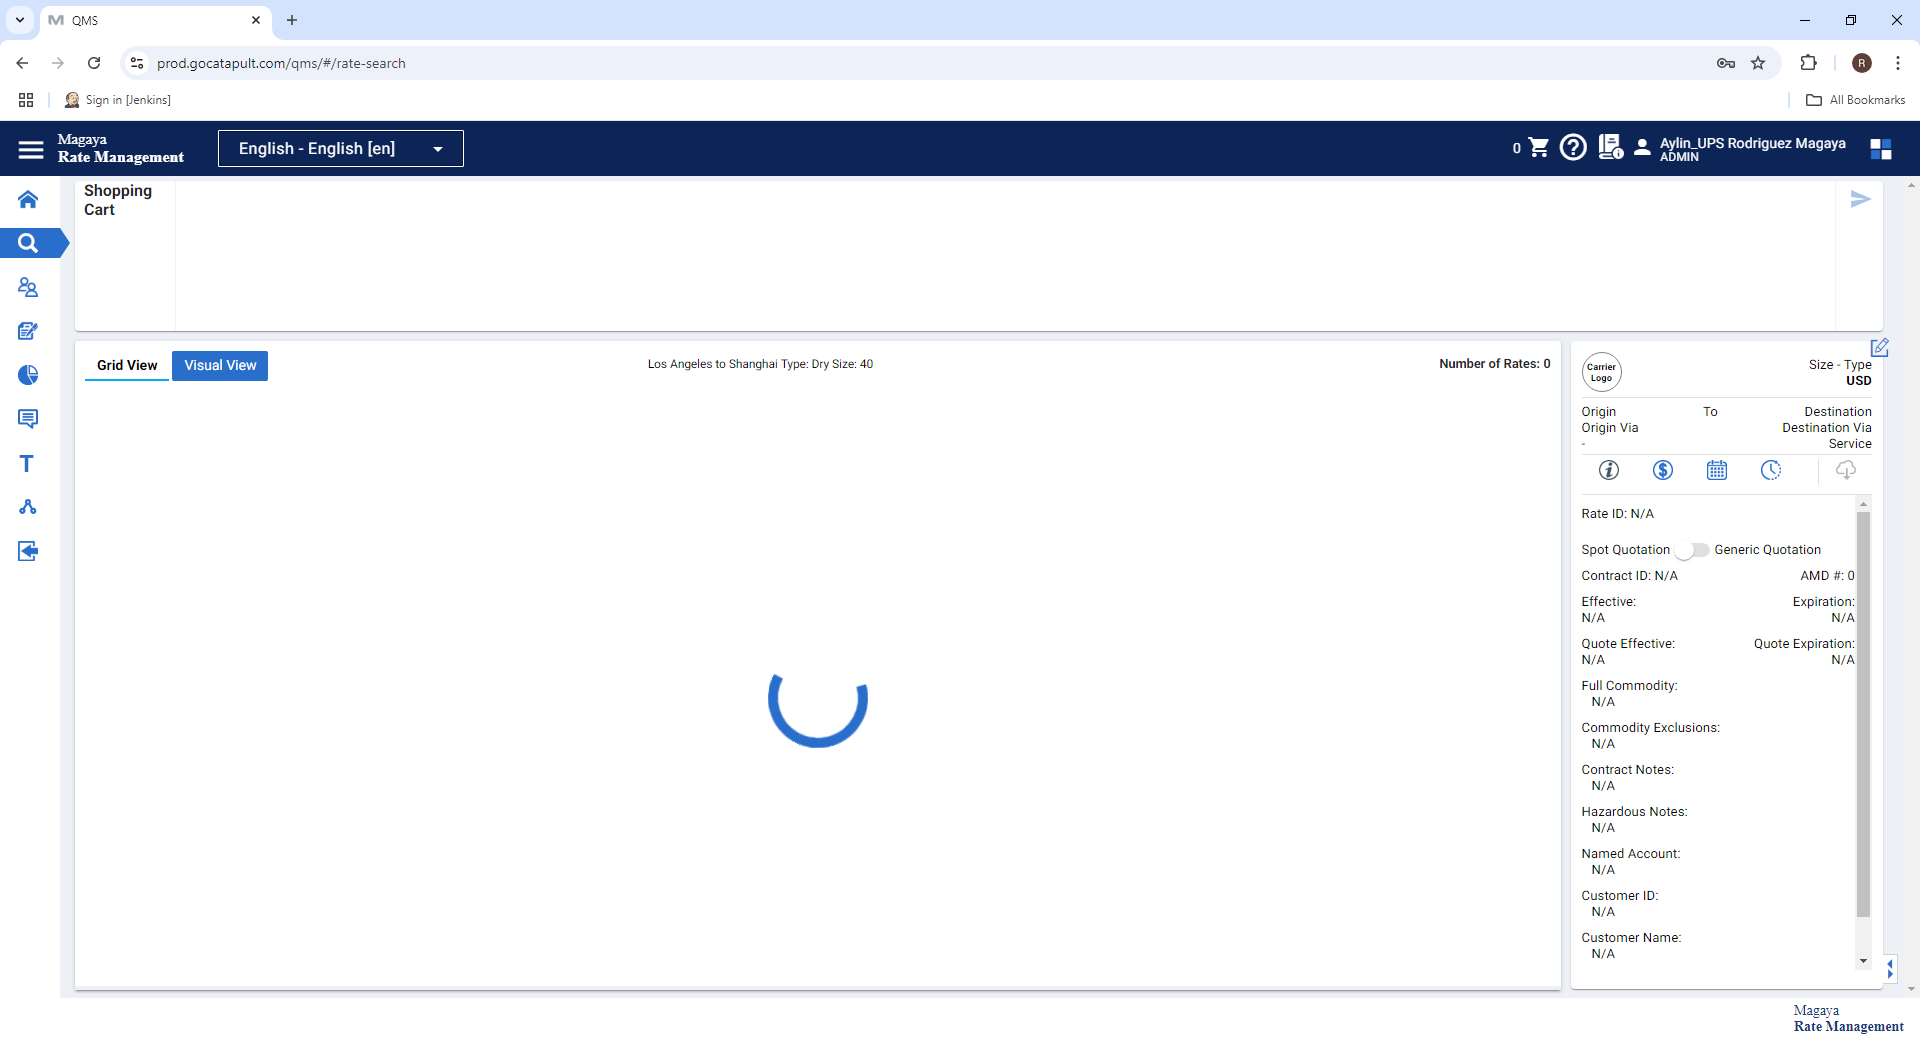 QMS
prod.gocatapult.com/qms/#/rate-search
R
Sign in [Jenkins]
All Bookmarks
Magaya
Rate Management
English - English [en]
0
Aylin_UPS Rodriguez Magaya
ADMIN
Shopping
Cart
Grid View
Visual View
Los Angeles to Shanghai Type: Dry Size: 40
Number of Rates: 0
Carrier
Logo
Size - Type
USD
Origin To Destination
Origin Via Destination Via
- Service
Rate ID: N/A
Spot Quotation Generic Quotation
Contract ID: N/A AMD #: 0
Effective: Expiration:
N/A N/A
Quote Effective: Quote Expiration:
N/A N/A
Full Commodity:
N/A
Commodity Exclusions:
N/A
Contract Notes:
N/A
Hazardous Notes:
N/A
Named Account:
N/A
Customer ID:
N/A
Customer Name:
N/A
Magaya
Rate Management